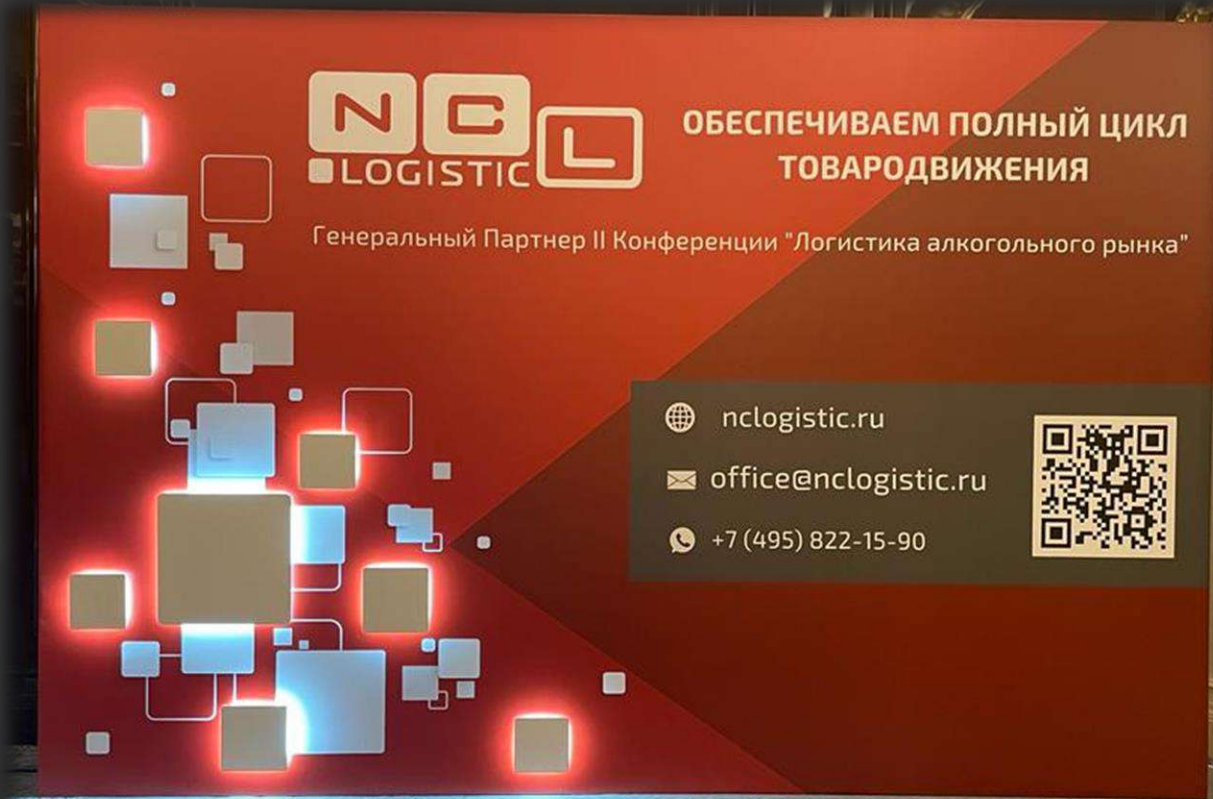 NCL
LOGISTIC
ОБЕСПЕЧИВАЕМ ПОЛНЫЙ ЦИКЛ
ТОВАРОДВИЖЕНИЯ
Генеральный Партнер II Конференции "Логистика алкогольного рынка"
nclogistic.ru
office@nclogistic.ru
+7 (495) 822-15-90